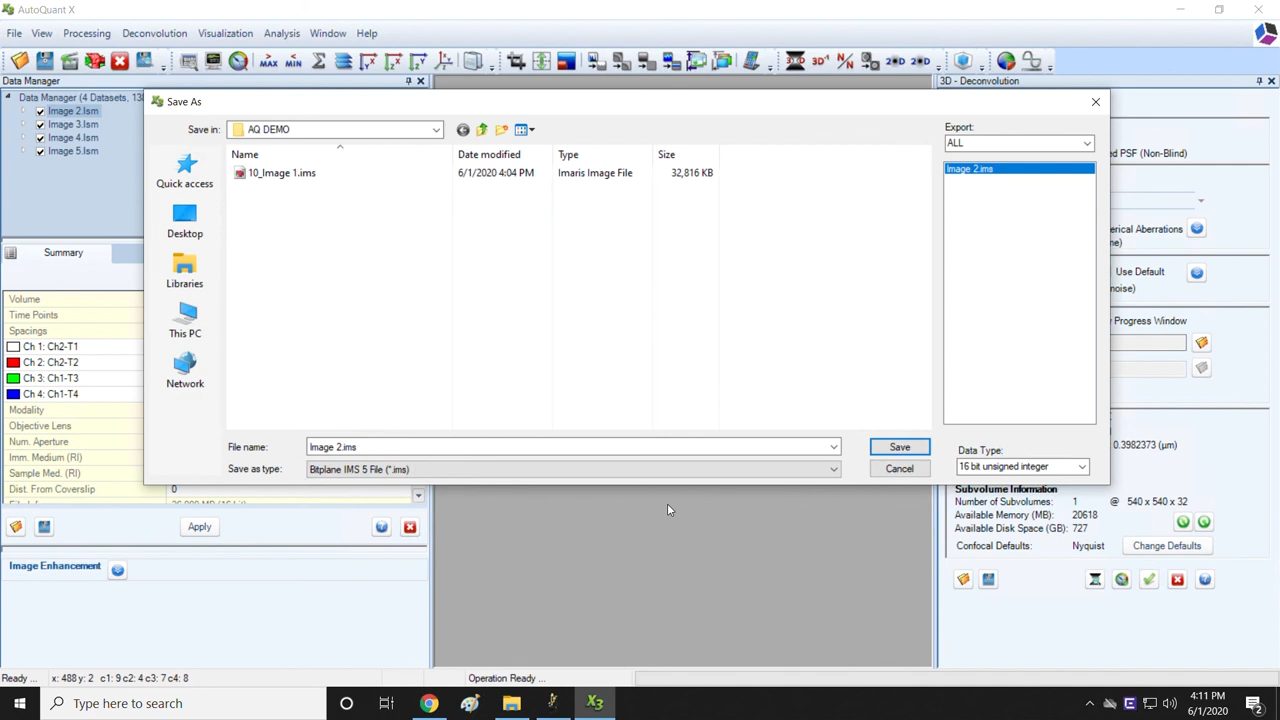 AutoQuant X
File View Processing Deconvolution Visualization Analysis Window Help
MAX MIN
Data Manager
3D - Deconvolution
Data Manager (4 Datasets, 13
Image 2.lsm
Image 3.lsm
Image 4.lsm
Image 5.lsm
Save As
Save in: AQ DEMO
Export:
ALL
Name Date modified Type Size
10_Image 1.ims 6/1/2020 4:04 PM Imaris Image File 32,816 KB
Image 2.ims
Quick access
Desktop
Libraries
This PC
Network
File name: Image 2.ims Save
Save as type: Bitplane IMS 5 File (*.ims) Cancel
Data Type:
16 bit unsigned integer
Summary
Volume
Time Points
Spacings
Ch 1: Ch2-T1
Ch 2: Ch2-T2
Ch 3: Ch1-T3
Ch 4: Ch1-T4
Modality
Objective Lens
Num. Aperture
Imm. Medium (RI)
Sample Med. (RI)
Dist. From Coverslip 0
Apply
Image Enhancement
d PSF (Non-Blind)
erical Aberrations
Use Default
noise)
Progress Window
0.3982373 (µm)
Subvolume Information
Number of Subvolumes: 1 @ 540 x 540 x 32
Available Memory (MB): 20618
Available Disk Space (GB): 727
Confocal Defaults: Nyquist Change Defaults
Ready ... x: 488 y: 2 c1: 9 c2: 4 c3: 7 c4: 8 Operation Ready ...
Type here to search
4:11 PM
6/1/2020
2